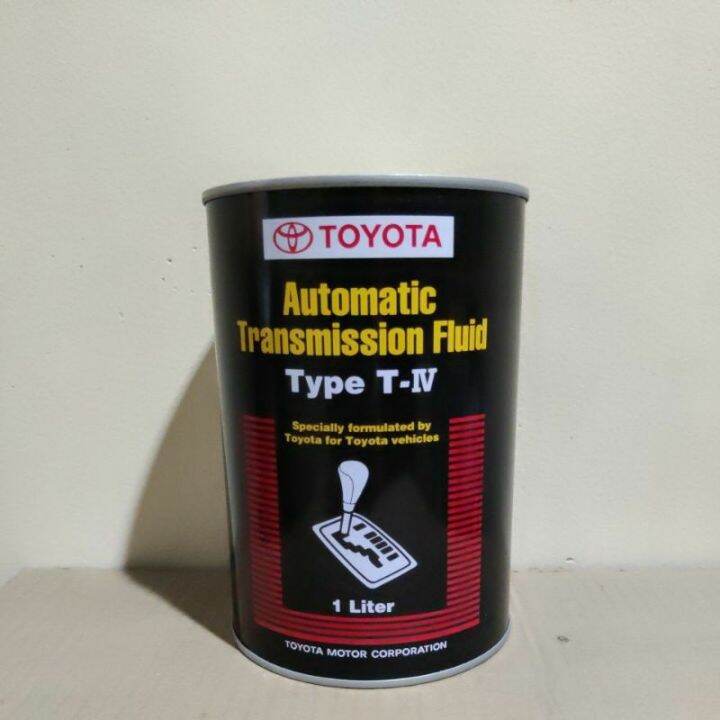 TOYOTA
Automatic
Transmission Fluid
Type T-IV
Specially formulated by
Toyota for Toyota vehicles
1 Liter
TOYOTA MOTOR CORPORATION